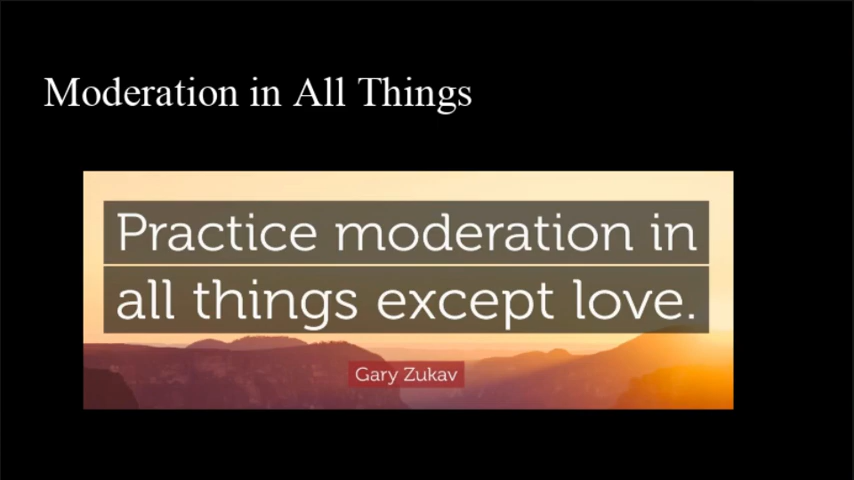 Moderation in All Things
Practice moderation in
all things except love.
Gary Zukav